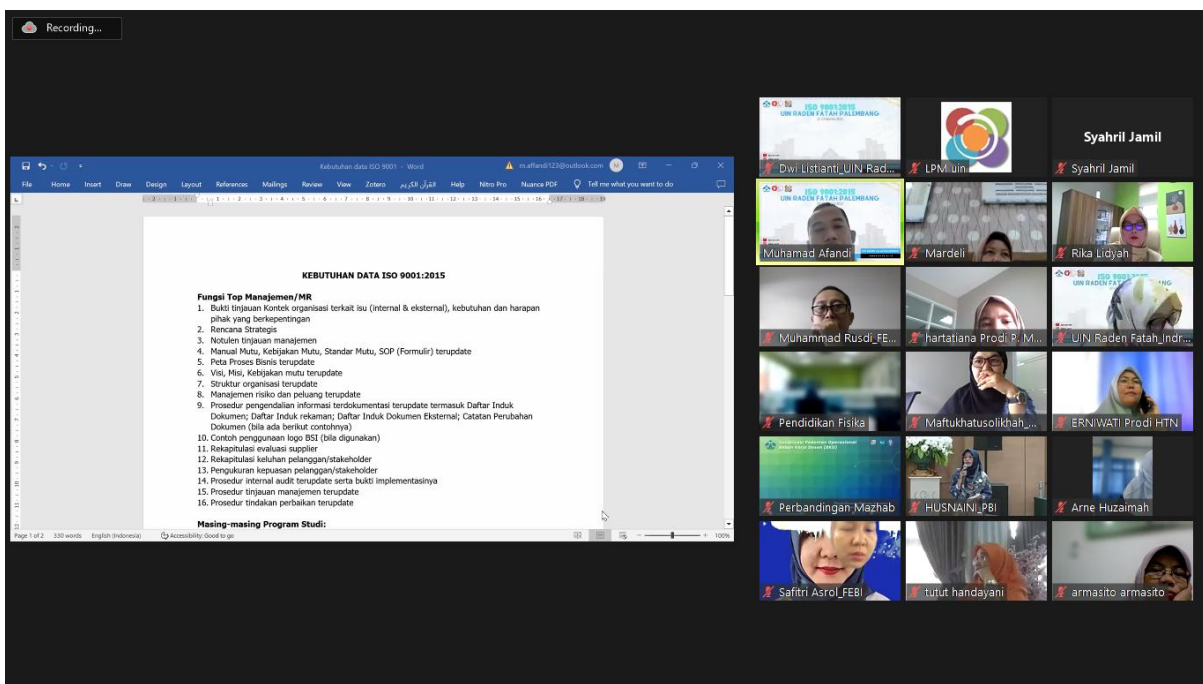 Recording...
Kebutuhan data ISO 9001 - Word
m.affandi123@outlook.com
M
File Home Insert Draw Design Layout References Mailings Review View Zotero القرآن الكريم Help Nitro Pro Nuance PDF Tell me what you want to do
KEBUTUHAN DATA ISO 9001:2015
Fungsi Top Manajemen/MR
1. Bukti tinjauan Kontek organisasi terkait isu (internal & eksternal), kebutuhan dan harapan
pihak yang berkepentingan
2. Rencana Strategis
3. Notulen tinjauan manajemen
4. Manual Mutu, Kebijakan Mutu, Standar Mutu, SOP (Formulir) terupdate
5. Peta Proses Bisnis terupdate
6. Visi, Misi, Kebijakan mutu terupdate
7. Struktur organisasi terupdate
8. Manajemen risiko dan peluang terupdate
9. Prosedur pengendalian informasi terdokumentasi terupdate termasuk Daftar Induk
Dokumen; Daftar Induk rekaman; Daftar Induk Dokumen Eksternal; Catatan Perubahan
Dokumen (bila ada berikut contohnya)
10. Contoh penggunaan logo BSI (bila digunakan)
11. Rekapitulasi evaluasi supplier
12. Rekapitulasi keluhan pelanggan/stakeholder
13. Pengukuran kepuasan pelanggan/stakeholder
14. Prosedur internal audit terupdate serta bukti implementasinya
15. Prosedur tinjauan manajemen terupdate
16. Prosedur tindakan perbaikan terupdate
Masing-masing Program Studi:
Page 1 of 2 330 words English (Indonesia) Accessibility: Good to go 100%
ISO 9001:2015
UIN RADEN FATAH PALEMBANG
Dwi Listianti_UIN Rad...
LPM uin
Syahril Jamil
Syahril Jamil
ISO 9001:2015
UIN RADEN FATAH PALEMBANG
Muhamad Afandi
Mardeli
Rika Lidyah
Muhammad Rusdi_FE...
hartatiana Prodi P. M...
ISO 9001:2015
UIN Raden Fatah_Indr...
Pendidikan Fisika
Maftukhatusolikhah_...
ERNIWATI Prodi HTN
Perbandingan Mazhab
HUSNAINI_PBI
Arne Huzaimah
Safitri Asrol_FEBI
tutut handayani
armasito armasito